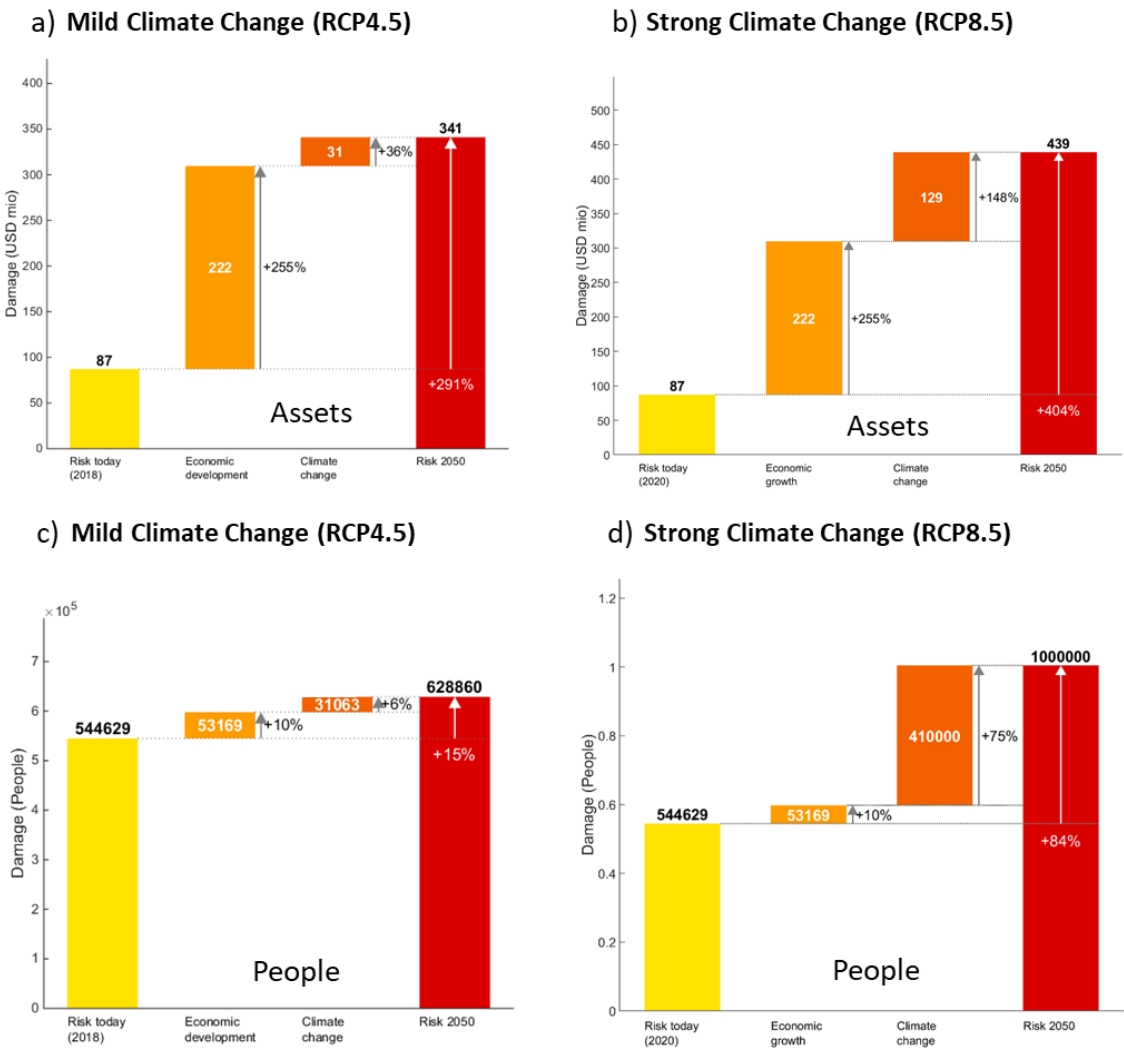 a) Mild Climate Change (RCP4.5)
400
350
300
250
200
150
100
50
0
Damage (USD mio)
87
222
+255%
31
+36%
341
+291%
Assets
Risk today
(2018)
Economic
development
Climate
change
Risk 2050
b) Strong Climate Change (RCP8.5)
500
450
400
350
300
250
200
150
100
50
0
Damage (USD mio)
87
222
+255%
129
+148%
439
+404%
Assets
Risk today
(2020)
Economic
growth
Climate
change
Risk 2050
c) Mild Climate Change (RCP4.5)
× 10⁵
7
6
5
4
3
2
1
0
Damage (People)
544629
53169
+10%
31063
+6%
628860
+15%
People
Risk today
(2018)
Economic
development
Climate
change
Risk 2050
d) Strong Climate Change (RCP8.5)
1.2
1
0.8
0.6
0.4
0.2
0
Damage (People)
544629
53169
+10%
410000
+75%
1000000
+84%
People
Risk today
(2020)
Economic
growth
Climate
change
Risk 2050